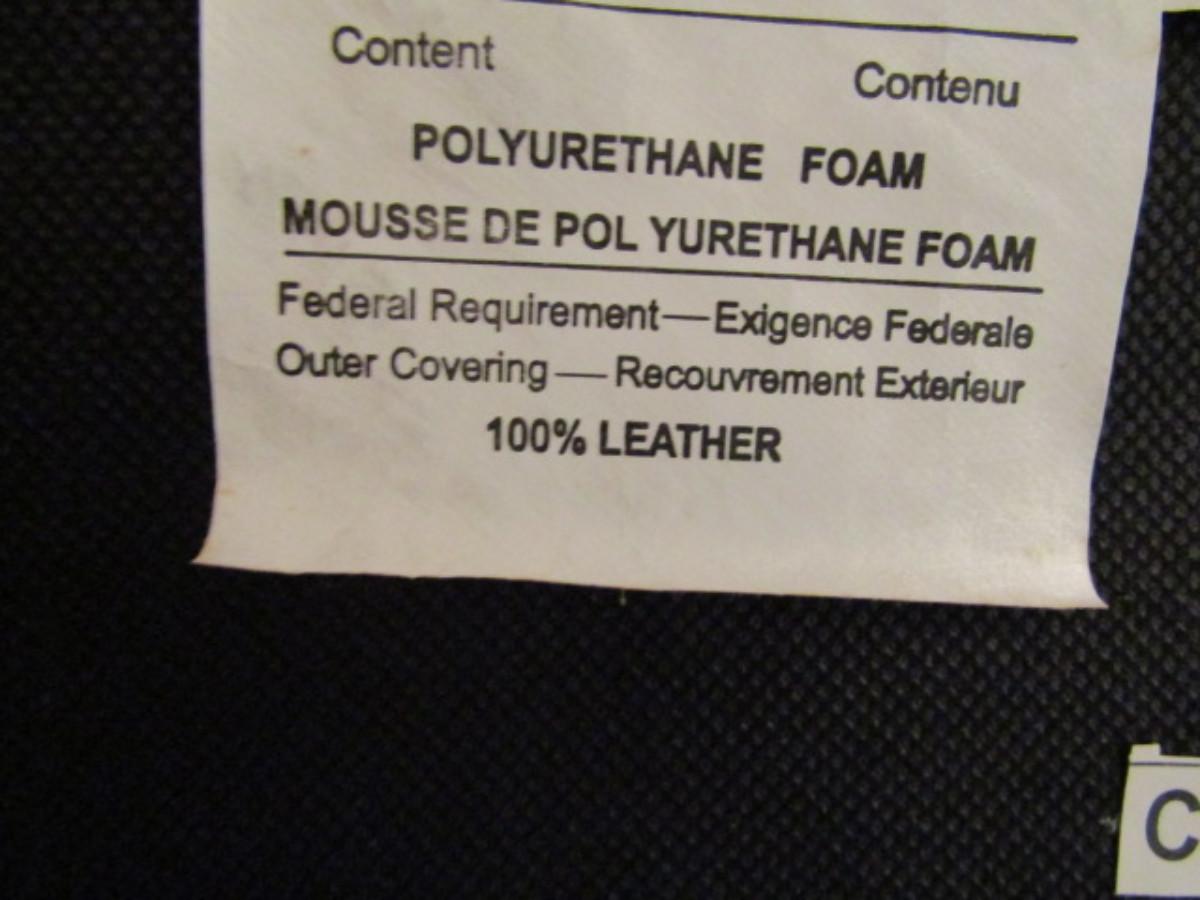 Content Contenu
POLYURETHANE FOAM
MOUSSE DE POL YURETHANE FOAM
Federal Requirement—Exigence Federale
Outer Covering — Recouvrement Exterieur
100% LEATHER
C